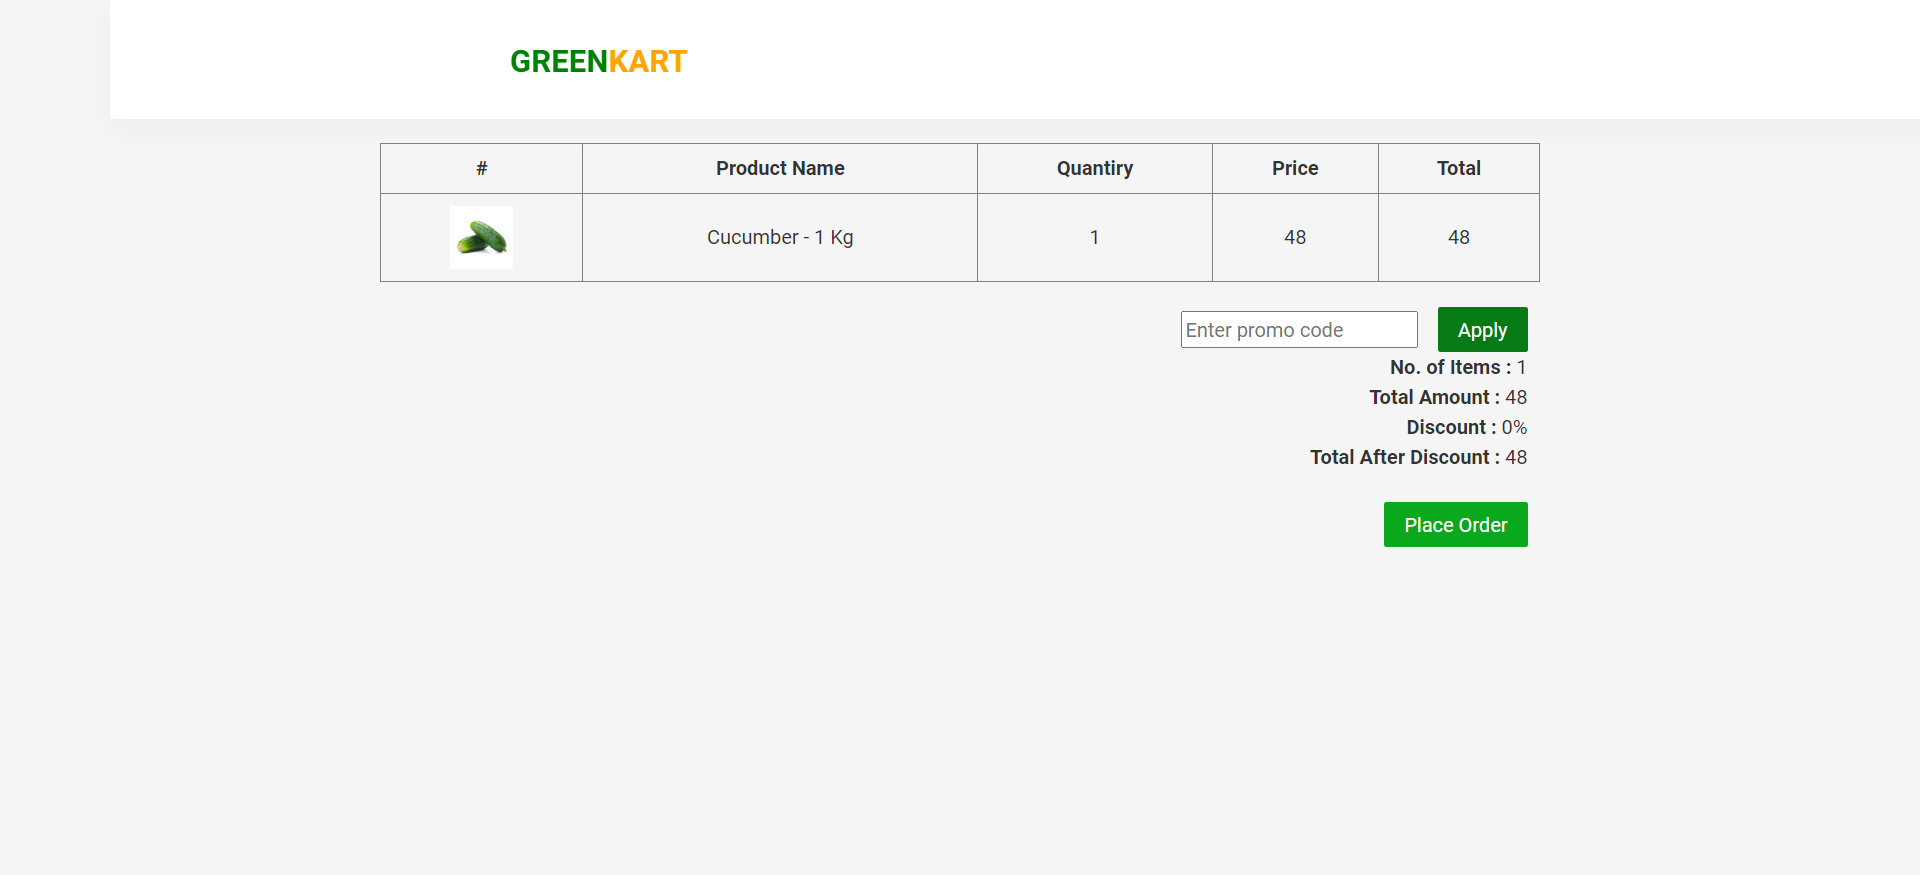 GREENKART
# Product Name Quantiry Price Total
Cucumber - 1 Kg 1 48 48
Enter promo code Apply
No. of Items : 1
Total Amount : 48
Discount : 0%
Total After Discount : 48
Place Order